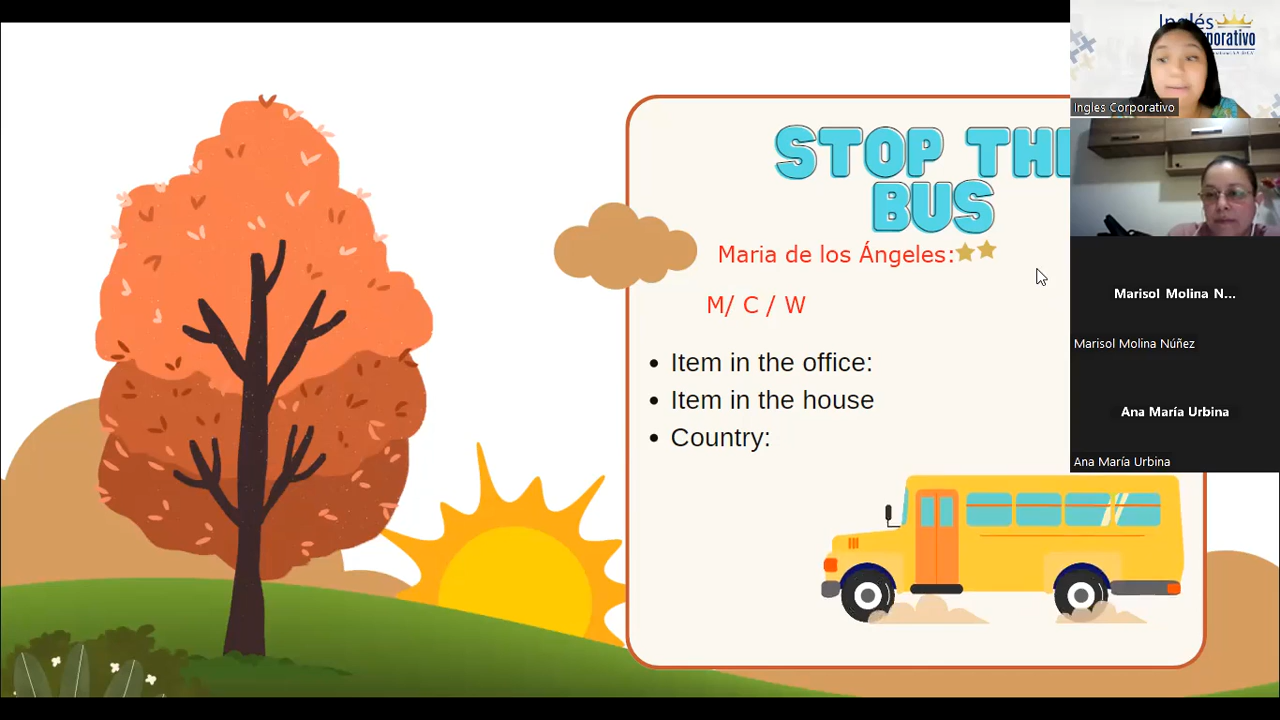 STOP THE
BUS
Maria de los Ángeles:
M/ C / W
• Item in the office:
• Item in the house
• Country:
Inglés
Corporativo
Ingles Corporativo
Marisol Molina N...
Marisol Molina Núñez
Ana María Urbina
Ana María Urbina